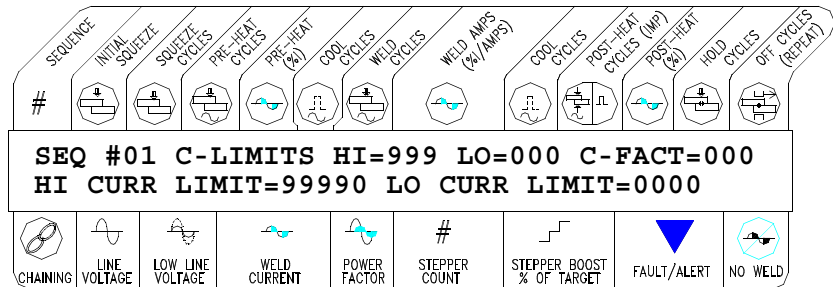 SEQUENCE
INITIAL
SQUEEZE
SQUEEZE
CYCLES
PRE-HEAT
CYCLES
PRE-HEAT
(%I)
COOL
CYCLES
WELD
CYCLES
WELD AMPS
(%I/AMPS)
COOL
CYCLES
POST-HEAT
CYCLES (IMP)
POST-HEAT
(%I)
HOLD
CYCLES
OFF CYCLES
(REPEAT)
#
SEQ #01 C-LIMITS HI=999 LO=000 C-FACT=000
HI CURR LIMIT=99990 LO CURR LIMIT=0000
#
CHAINING
LINE
VOLTAGE
LOW LINE
VOLTAGE
WELD
CURRENT
POWER
FACTOR
STEPPER
COUNT
STEPPER BOOST
% OF TARGET
FAULT/ALERT
NO WELD